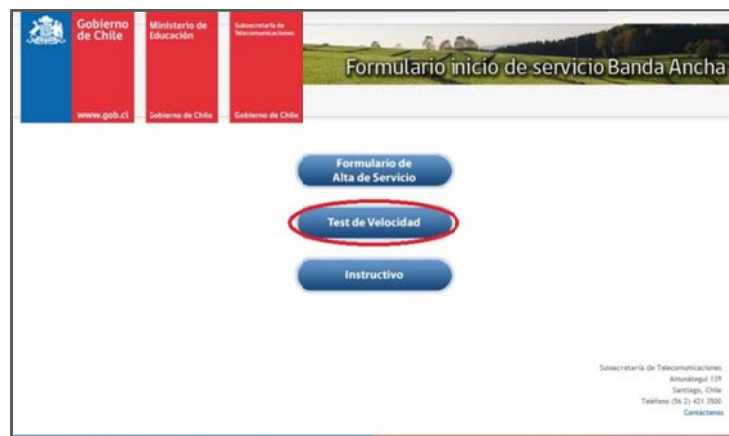 Gobierno
de Chile
www.gob.cl
Ministerio de
Educación
Gobierno de Chile
Subsecretaría de
Telecomunicaciones
Gobierno de Chile
Formulario inicio de servicio Banda Ancha
Formulario de
Alta de Servicio
Test de Velocidad
Instructivo
Subsecretaría de Telecomunicaciones
Amunátegui 139
Santiago, Chile
Teléfono (56 2) 421 3500
Contáctenos